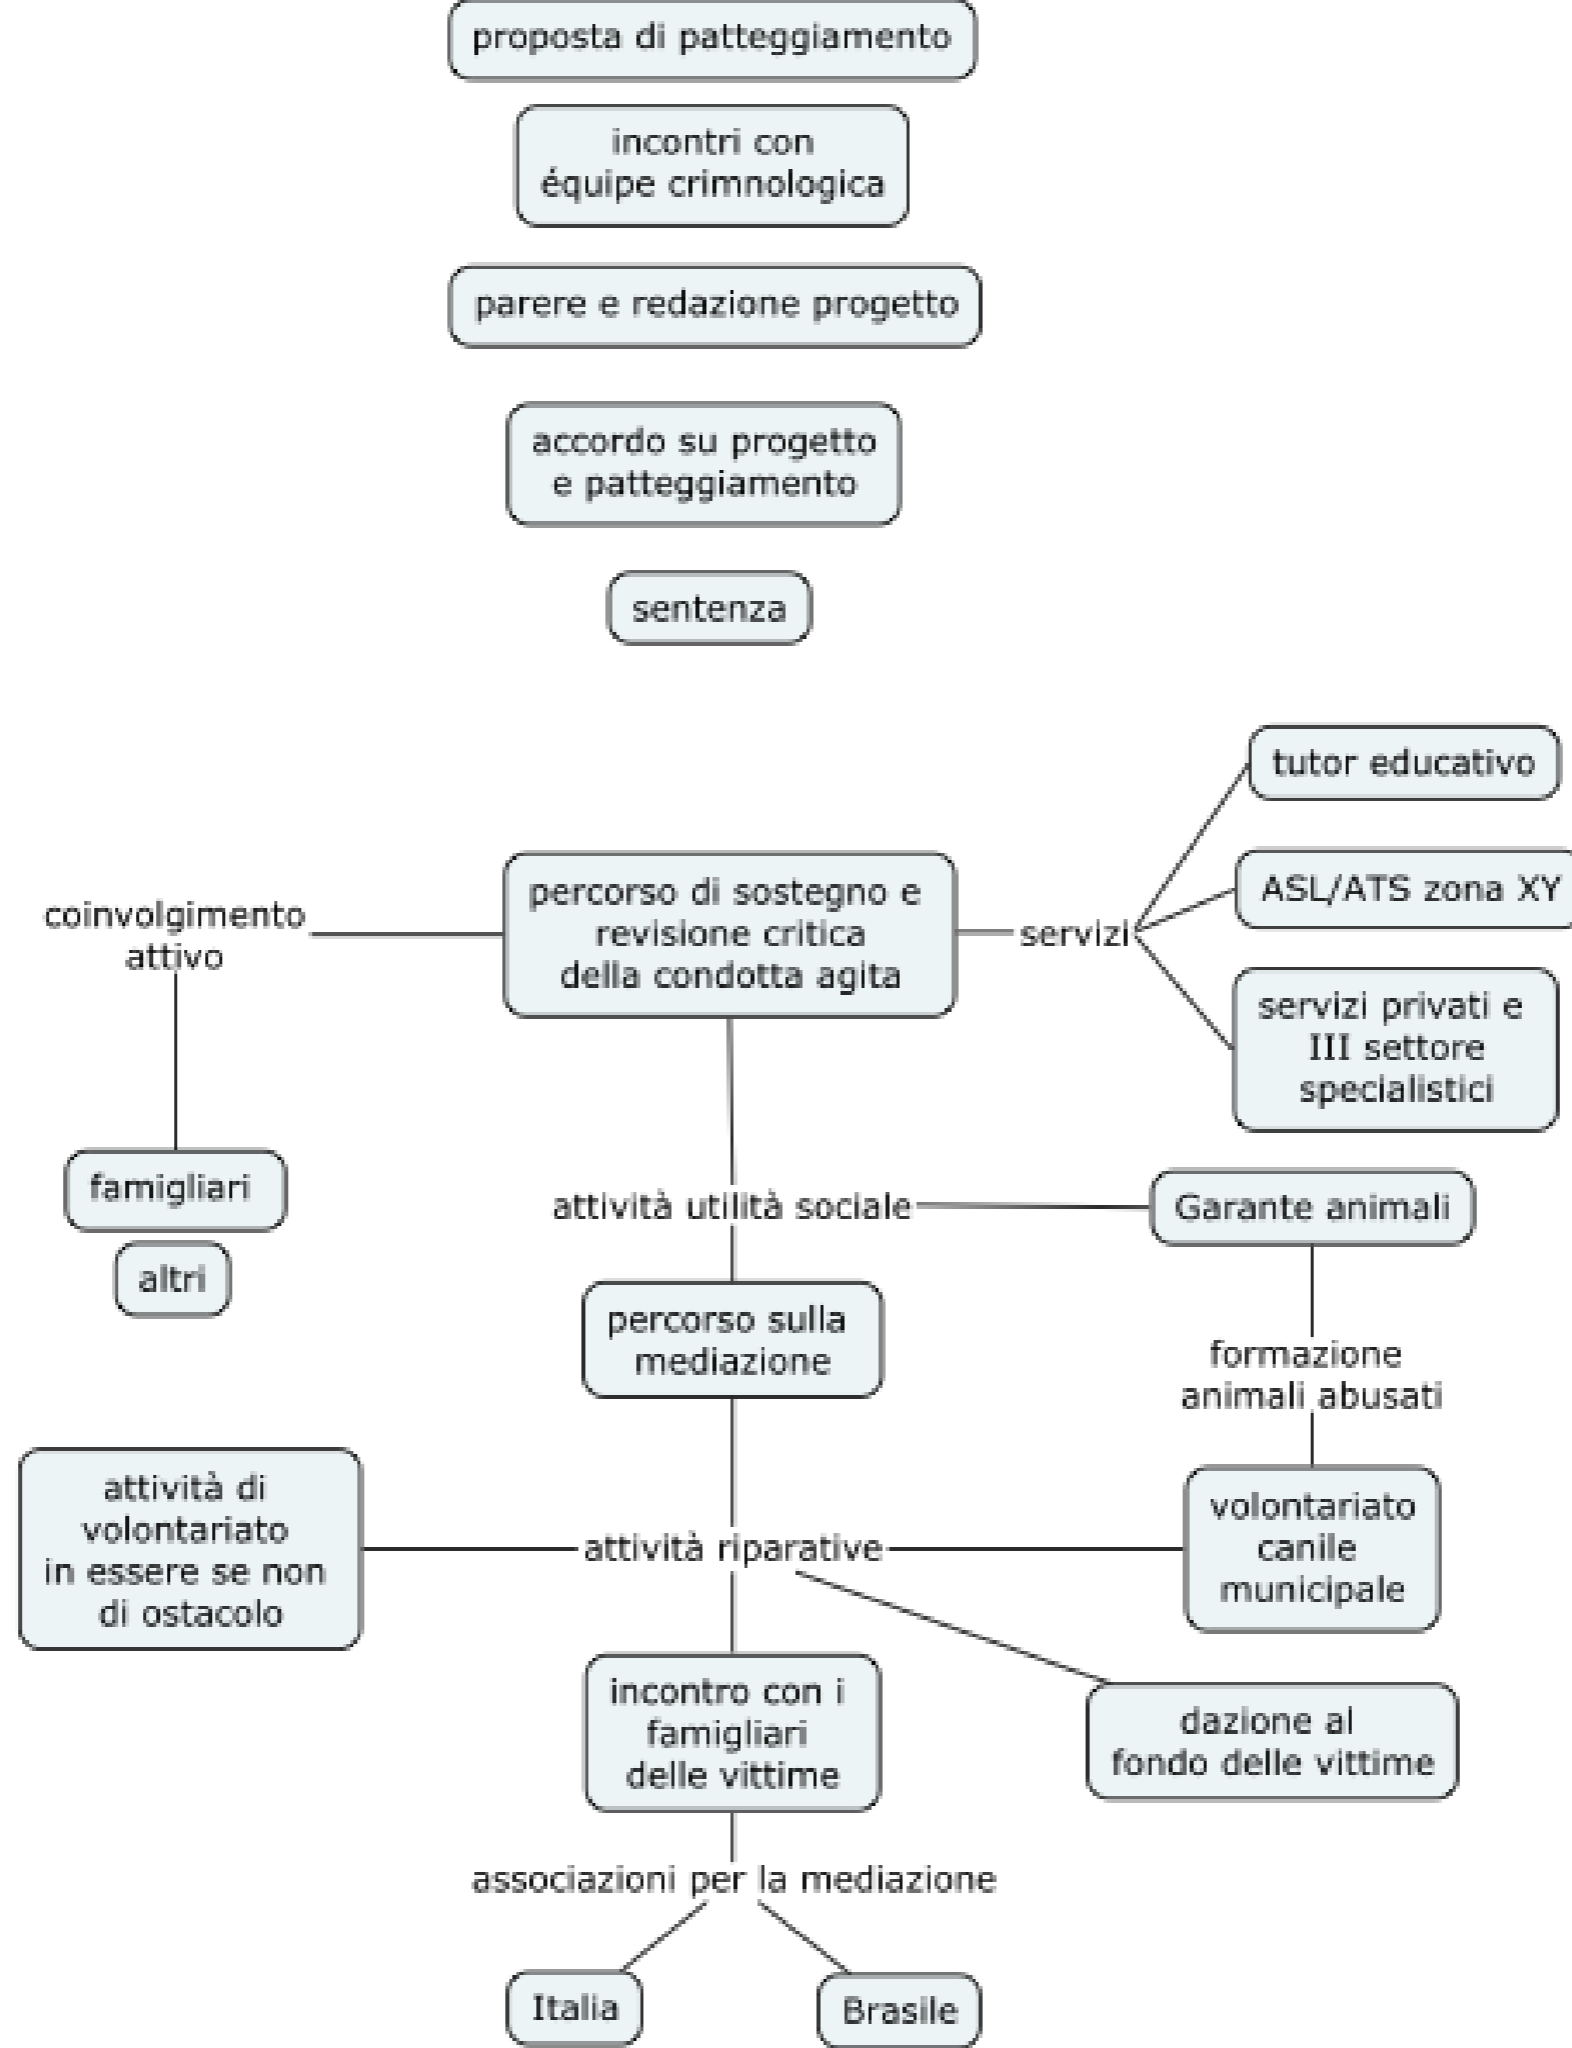 proposta di patteggiamento
incontri con
équipe crimnologica
parere e redazione progetto
accordo su progetto
e patteggiamento
sentenza
tutor educativo
ASL/ATS zona XY
servizi privati e
III settore
specialistici
servizi
percorso di sostegno e
revisione critica
della condotta agita
coinvolgimento
attivo
famigliari
altri
attività utilità sociale
Garante animali
formazione
animali abusati
percorso sulla
mediazione
volontariato
canile
municipale
attività riparative
attività di
volontariato
in essere se non
di ostacolo
dazione al
fondo delle vittime
incontro con i
famigliari
delle vittime
associazioni per la mediazione
Italia
Brasile